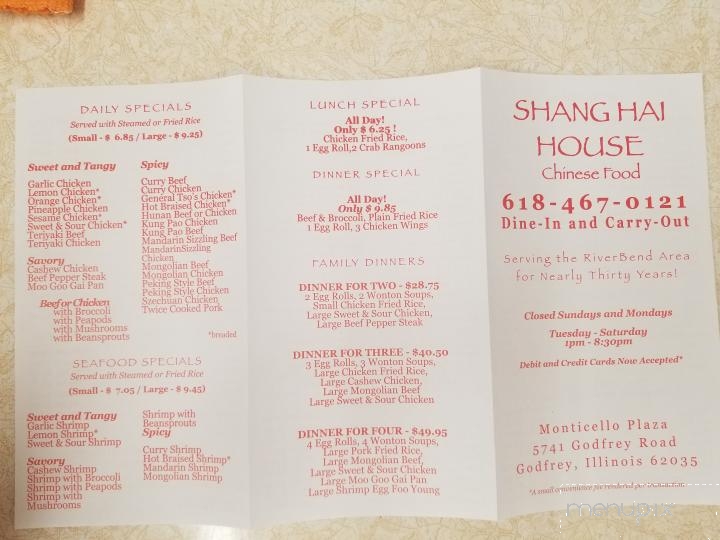 DAILY SPECIALS
Served with Steamed or Fried Rice
(Small - $ 6.85 / Large - $ 9.25)
Sweet and Tangy
Garlic Chicken
Lemon Chicken*
Orange Chicken*
Pineapple Chicken
Sesame Chicken*
Sweet & Sour Chicken*
Teriyaki Beef
Teriyaki Chicken
Savory
Cashew Chicken
Beef Pepper Steak
Moo Goo Gai Pan
Beef or Chicken
with Broccoli
with Peapods
with Mushrooms
with Beansprouts
Spicy
Curry Beef
Curry Chicken
General Tso's Chicken*
Hot Braised Chicken*
Hunan Beef or Chicken
Kung Pao Chicken
Kung Pao Beef
Mandarin Sizzling Beef
MandarinSizzling
Chicken
Mongolian Beef
Mongolian Chicken
Peking Style Beef
Peking Style Chicken
Szechuan Chicken
Twice Cooked Pork
*breaded
SEAFOOD SPECIALS
Served with Steamed or Fried Rice
(Small - $ 7.05 / Large - $ 9.45)
Sweet and Tangy
Garlic Shrimp
Lemon Shrimp*
Sweet & Sour Shrimp
Savory
Cashew Shrimp
Shrimp with Broccoli
Shrimp with Peapods
Shrimp with
Mushrooms
Shrimp with
Beansprouts
Spicy
Curry Shrimp
Hot Braised Shrimp*
Mandarin Shrimp
Mongolian Shrimp
LUNCH SPECIAL
All Day!
Only $ 6.25 !
Chicken Fried Rice,
1 Egg Roll,2 Crab Rangoons
DINNER SPECIAL
All Day!
Only $ 9.85
Beef & Broccoli, Plain Fried Rice
1 Egg Roll, 3 Chicken Wings
FAMILY DINNERS
DINNER FOR TWO - $28.75
2 Egg Rolls, 2 Wonton Soups,
Small Chicken Fried Rice,
Large Sweet & Sour Chicken,
Large Beef Pepper Steak
DINNER FOR THREE - $40.50
3 Egg Rolls, 3 Wonton Soups,
Large Chicken Fried Rice,
Large Cashew Chicken,
Large Mongolian Beef
Large Sweet & Sour Chicken
DINNER FOR FOUR - $49.95
4 Egg Rolls, 4 Wonton Soups,
Large Pork Fried Rice,
Large Mongolian Beef,
Large Sweet & Sour Chicken
Large Moo Goo Gai Pan
Large Shrimp Egg Foo Young
SHANG HAI
HOUSE
Chinese Food
618-467-0121
Dine-In and Carry-Out
Serving the RiverBend Area
for Nearly Thirty Years!
Closed Sundays and Mondays
Tuesday - Saturday
1pm - 8:30pm
Debit and Credit Cards Now Accepted*
Monticello Plaza
5741 Godfrey Road
Godfrey, Illinois 62035
*A small convenience fee rendered per transaction